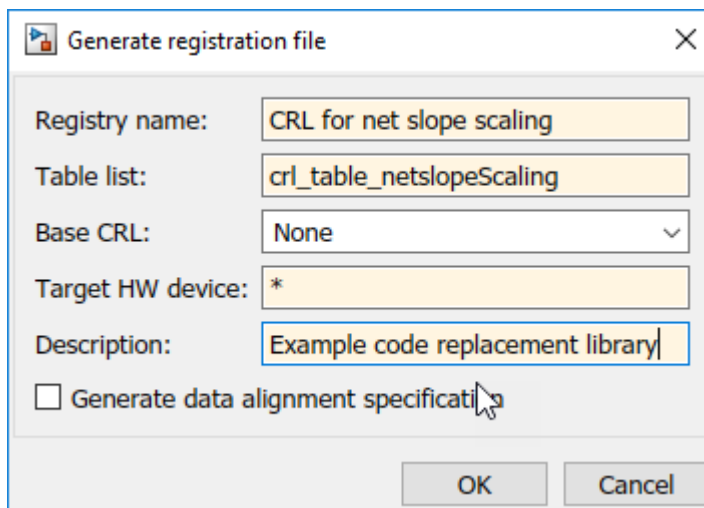 Generate registration file
Registry name: CRL for net slope scaling
Table list: crl_table_netslopeScaling
Base CRL: None
Target HW device: *
Description: Example code replacement library
Generate data alignment specification
OK Cancel